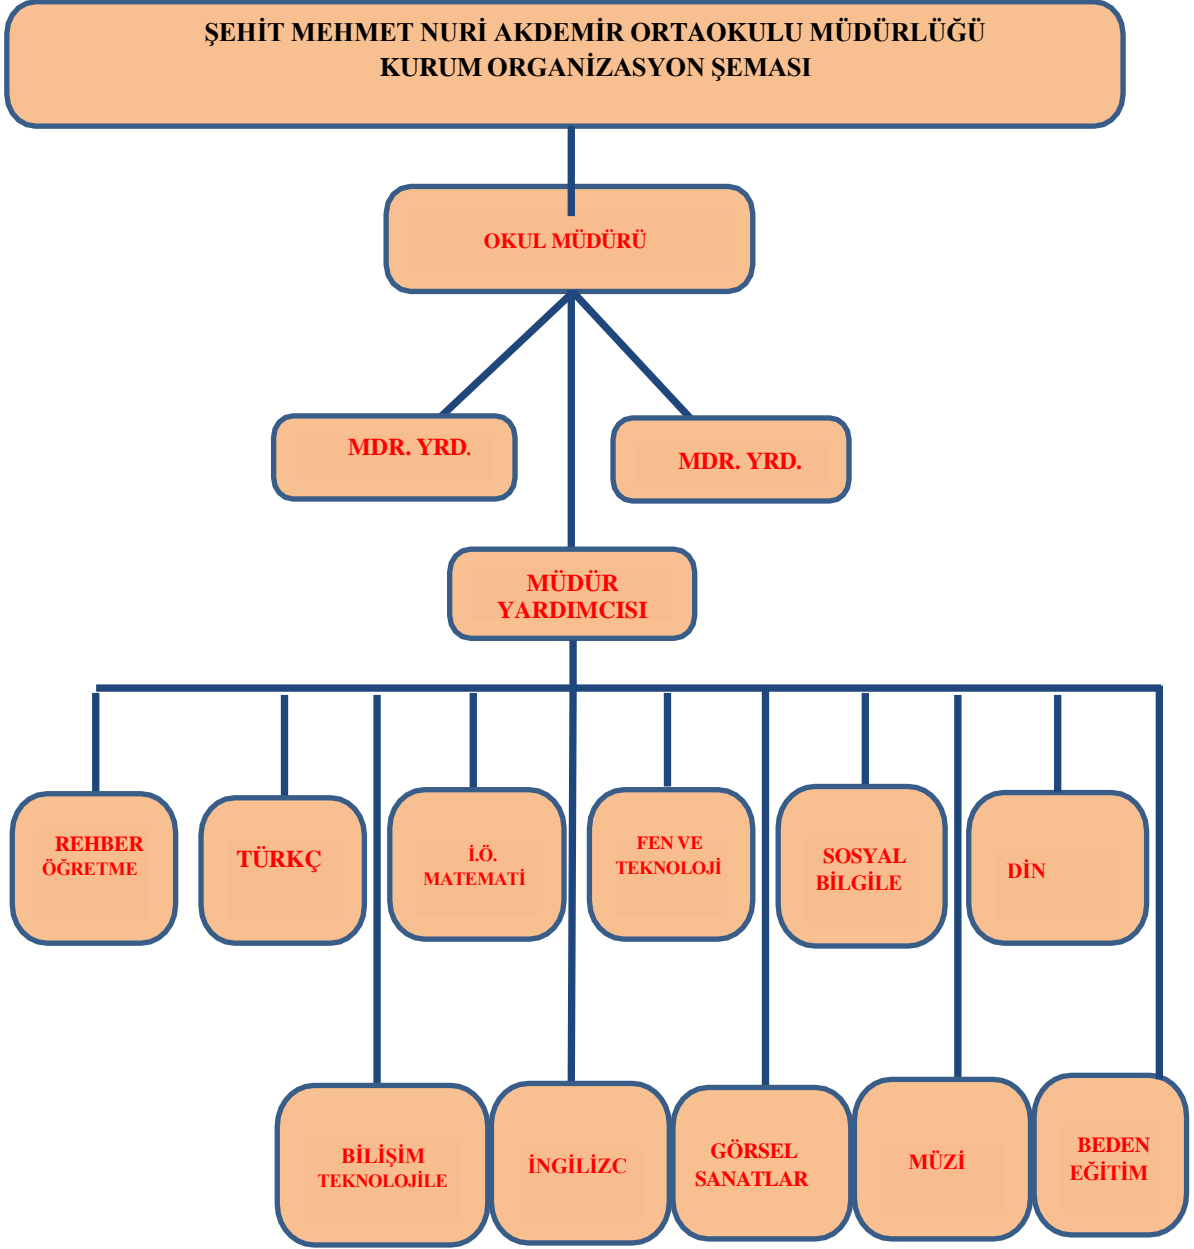 ŞEHİT MEHMET NURİ AKDEMİR ORTAOKULU MÜDÜRLÜĞÜ
KURUM ORGANİZASYON ŞEMASI
OKUL MÜDÜRÜ
MDR. YRD.
MDR. YRD.
MÜDÜR
YARDIMCISI
REHBER
ÖĞRETME
TÜRKÇ
İ.Ö.
MATEMATİ
FEN VE
TEKNOLOJİ
SOSYAL
BİLGİLE
DİN
BİLİŞİM
TEKNOLOJİLE
İNGİLİZC
GÖRSEL
SANATLAR
MÜZİ
BEDEN
EĞİTİM